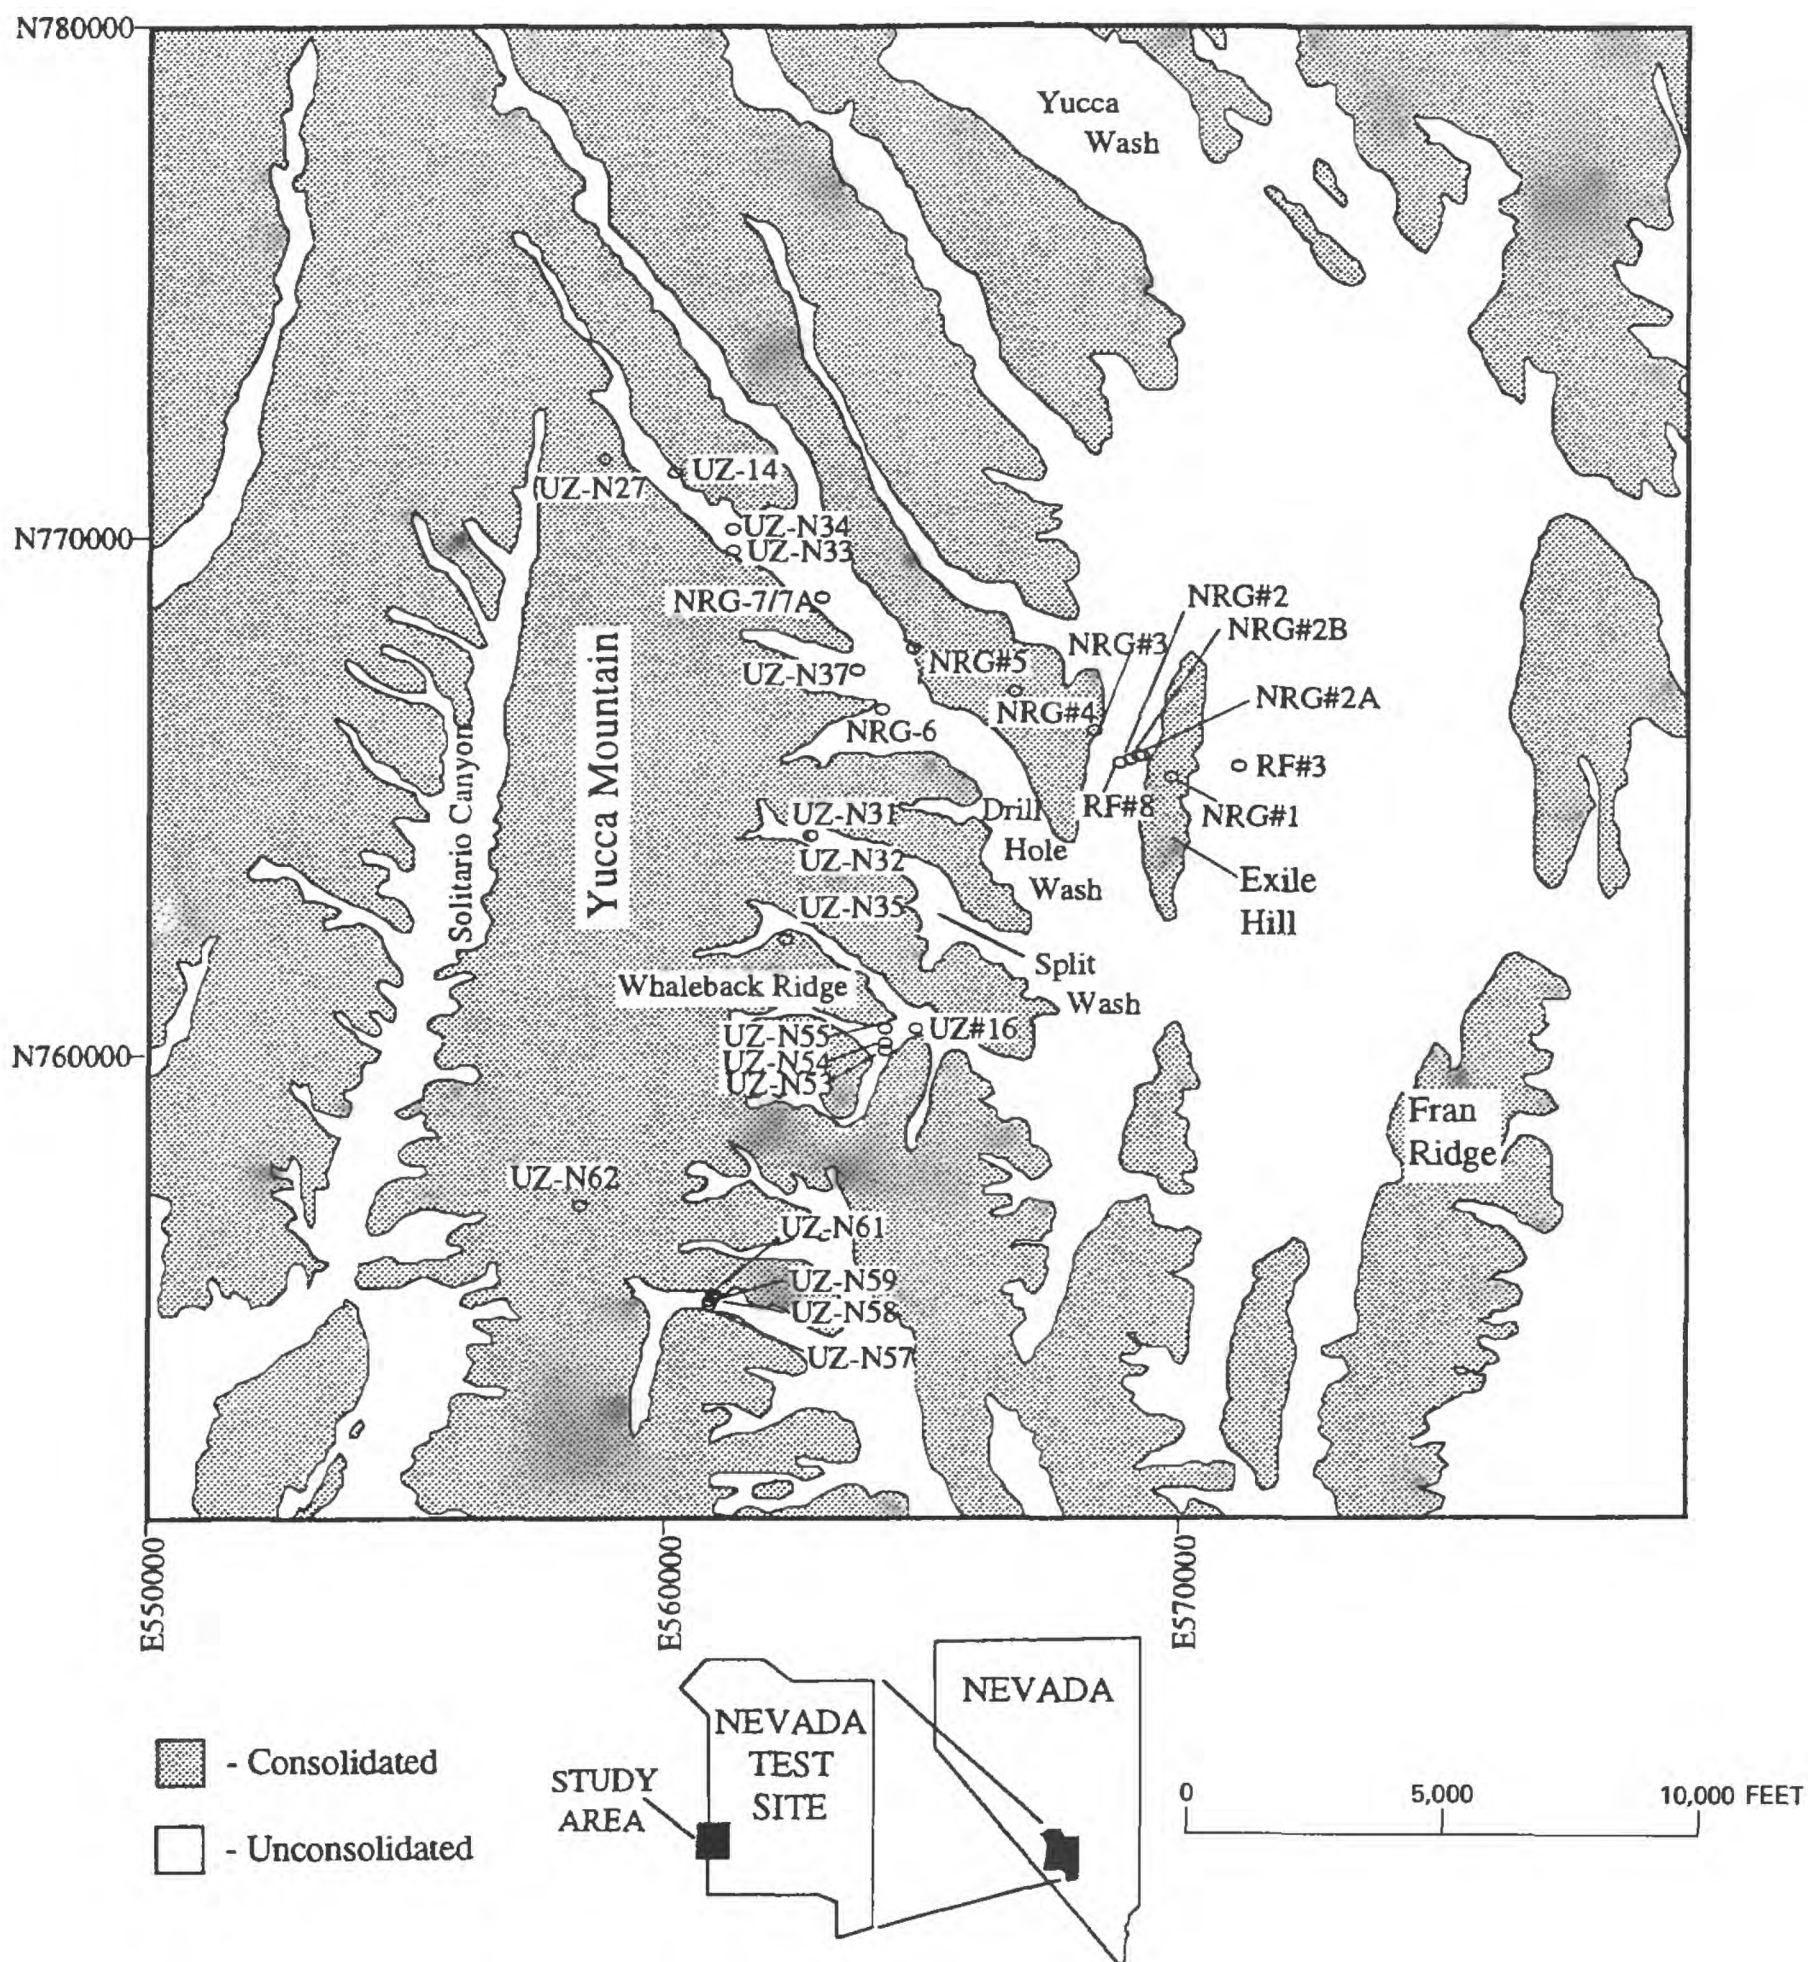 N780000
Yucca
Wash
UZ-14
UZ-N27
UZ-N34
N770000
UZ-N33
NRG-7/7A
NRG#2
NRG#2B
NRG#3
NRG#5
UZ-N37
NRG#2A
NRG#4
NRG-6
RF#3
Solitario Canyon
Yucca Mountain
Drill
Hole
Wash
RF#8
NRG#1
UZ-N31
UZ-N32
Exile
Hill
UZ-N35
Split
Wash
Whaleback Ridge
UZ-N55
UZ#16
N760000
UZ-N54
UZ-N53
Fran
Ridge
UZ-N62
UZ-N61
UZ-N59
UZ-N58
UZ-N57
E550000
E560000
E570000
NEVADA
NEVADA
TEST
SITE
- Consolidated
STUDY
AREA
- Unconsolidated
0 5,000 10,000 FEET